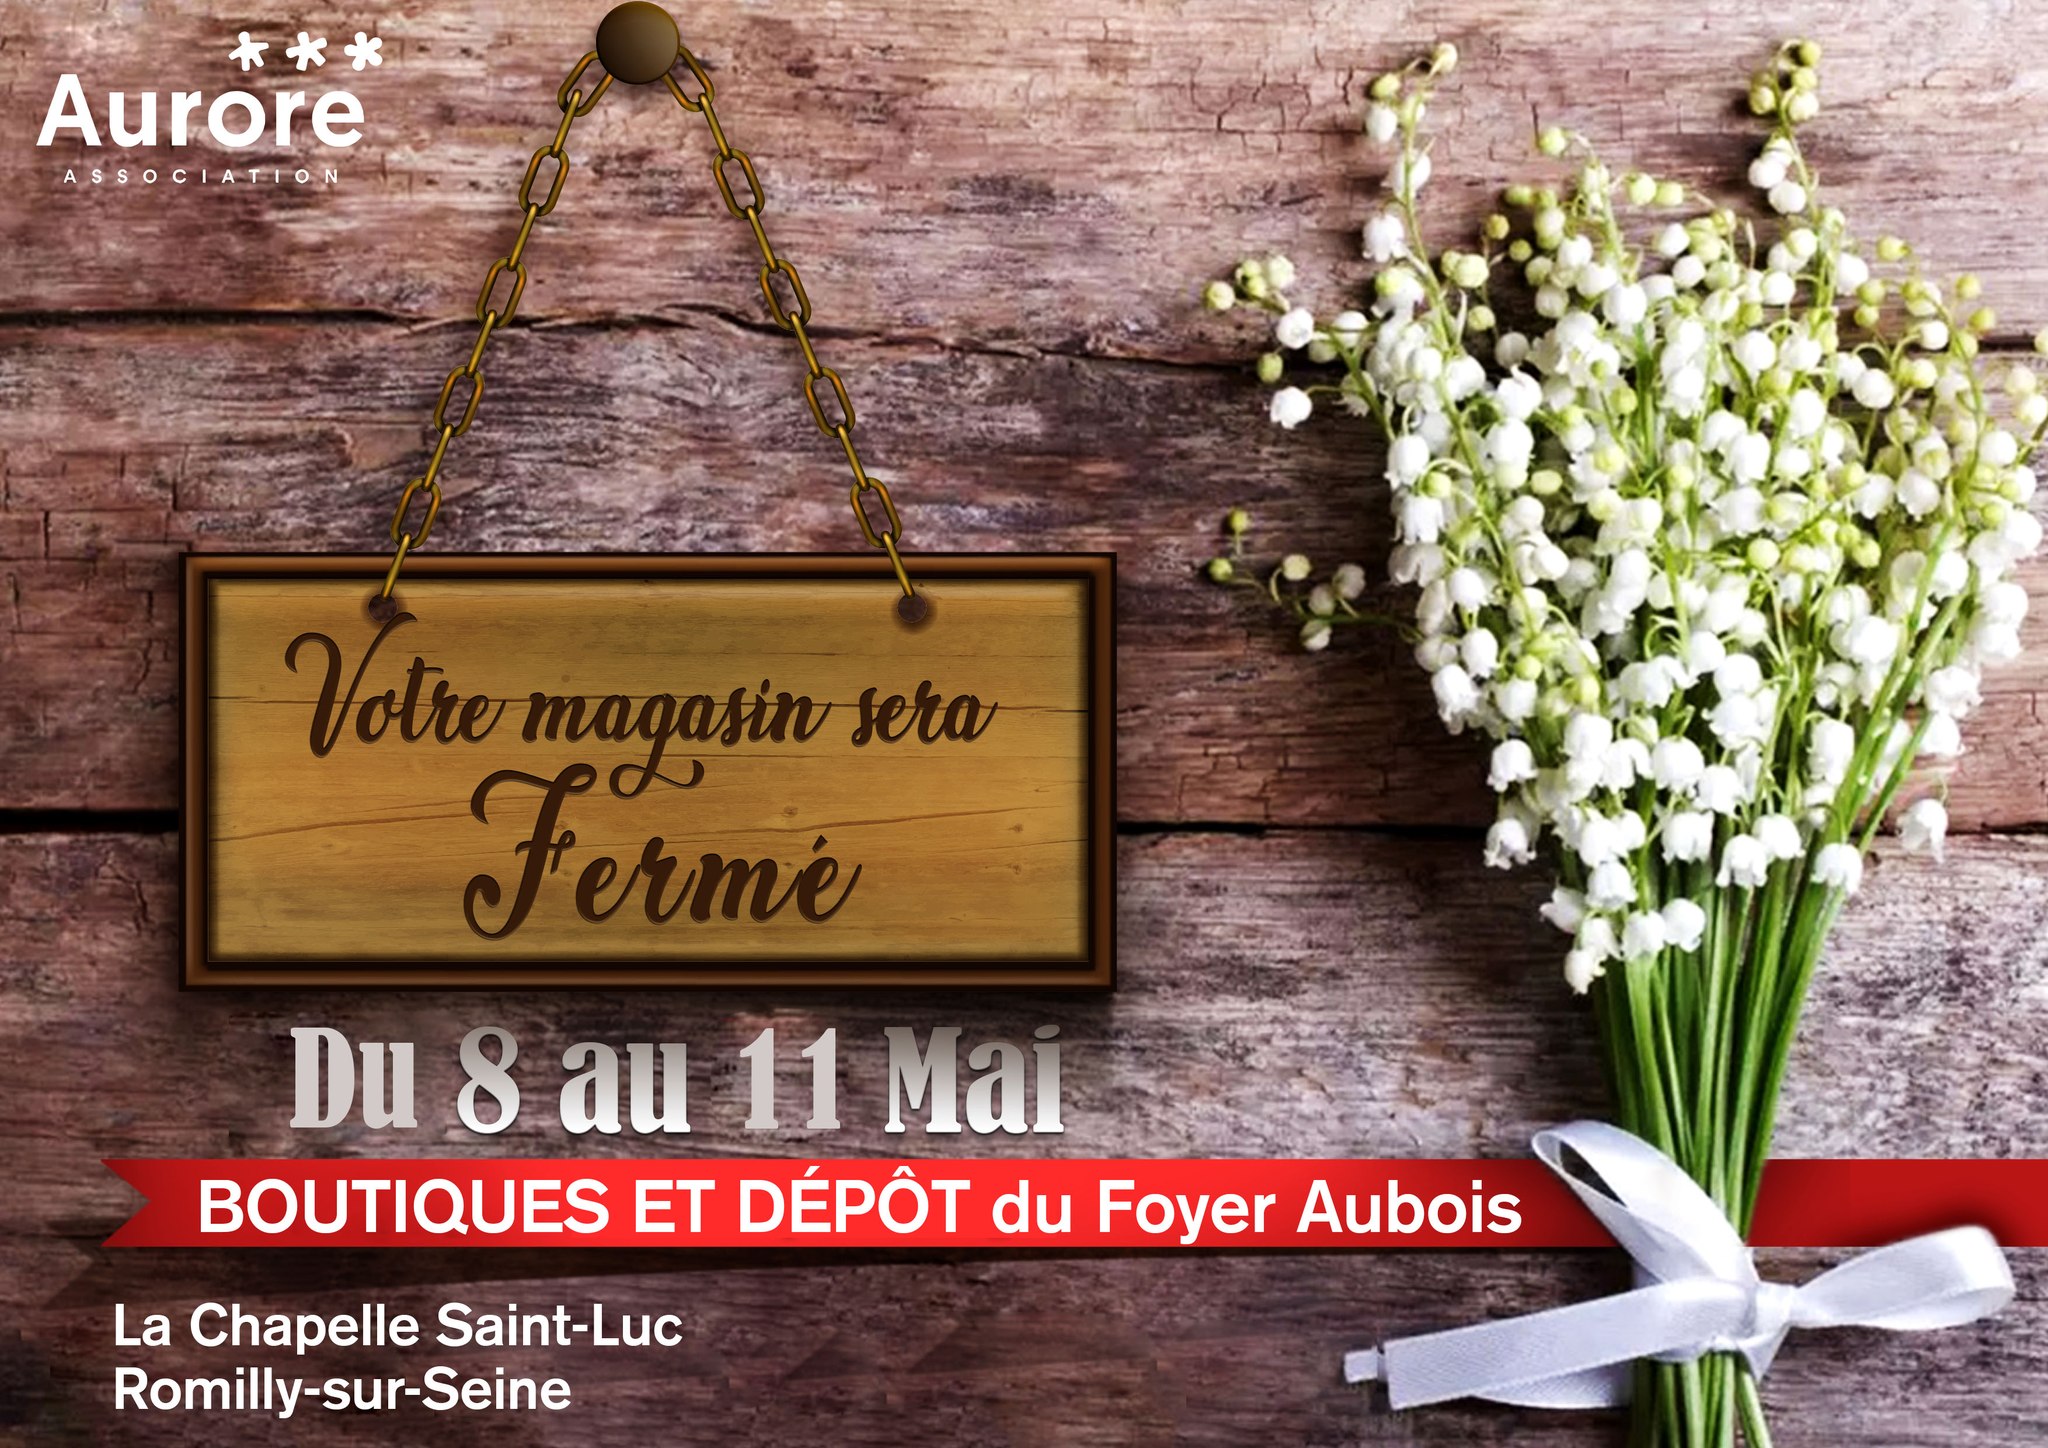 Aurore
ASSOCIATION
Votre magasin sera
Fermé
Du 8 au 11 Mai
BOUTIQUES ET DÉPÔT du Foyer Aubois
La Chapelle Saint-Luc
Romilly-sur-Seine